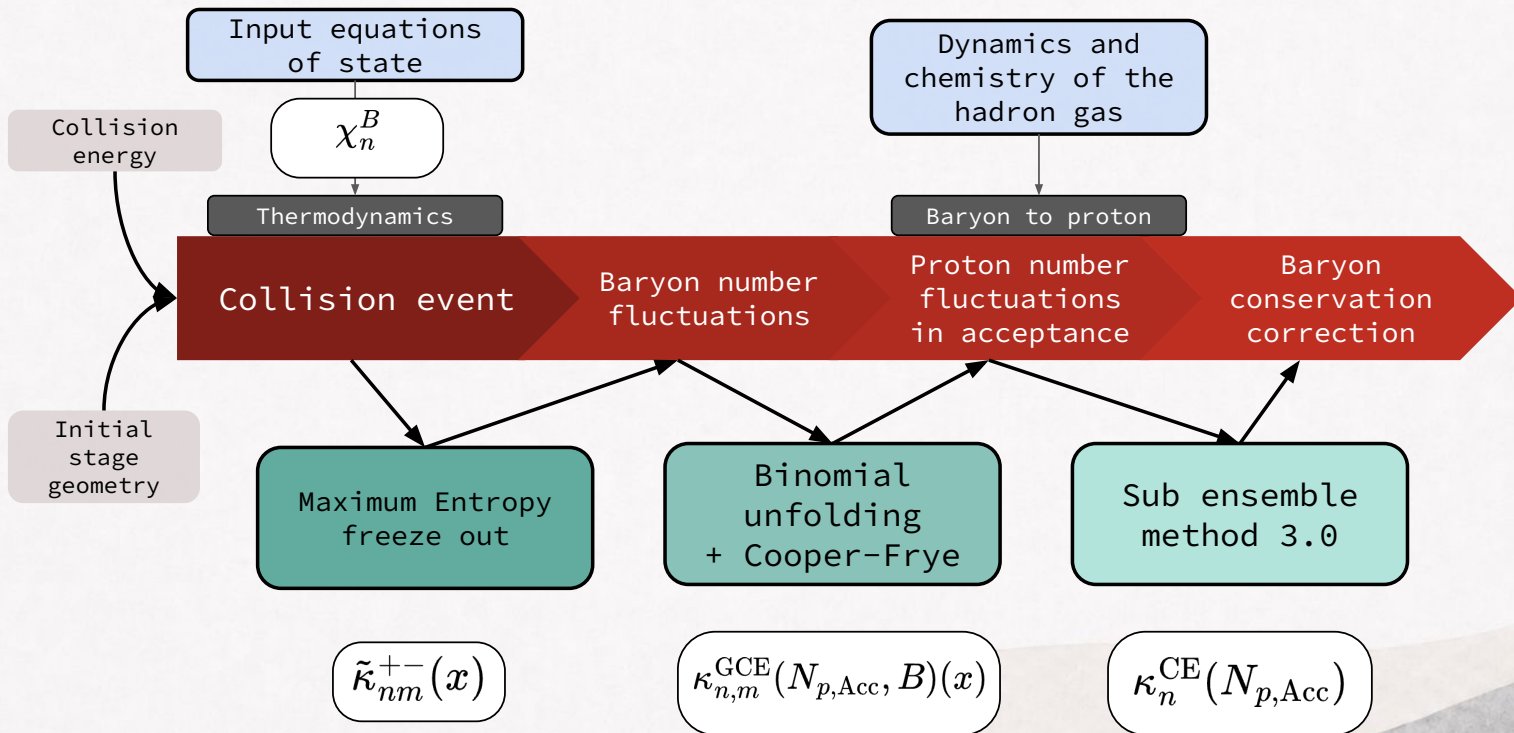 Input equations
of state
χ_n^B
Thermodynamics
Collision
energy
Initial
stage
geometry
Dynamics and
chemistry of the
hadron gas
Baryon to proton
Collision event
Baryon number
fluctuations
Proton number
fluctuations
in acceptance
Baryon
conservation
correction
Maximum Entropy
freeze out
Binomial
unfolding
+ Cooper-Frye
Sub ensemble
method 3.0
κ̃_{nm}^{+-}(x)
κ_{n,m}^{GCE}(N_{p,Acc}, B)(x)
κ_n^{CE}(N_{p,Acc})